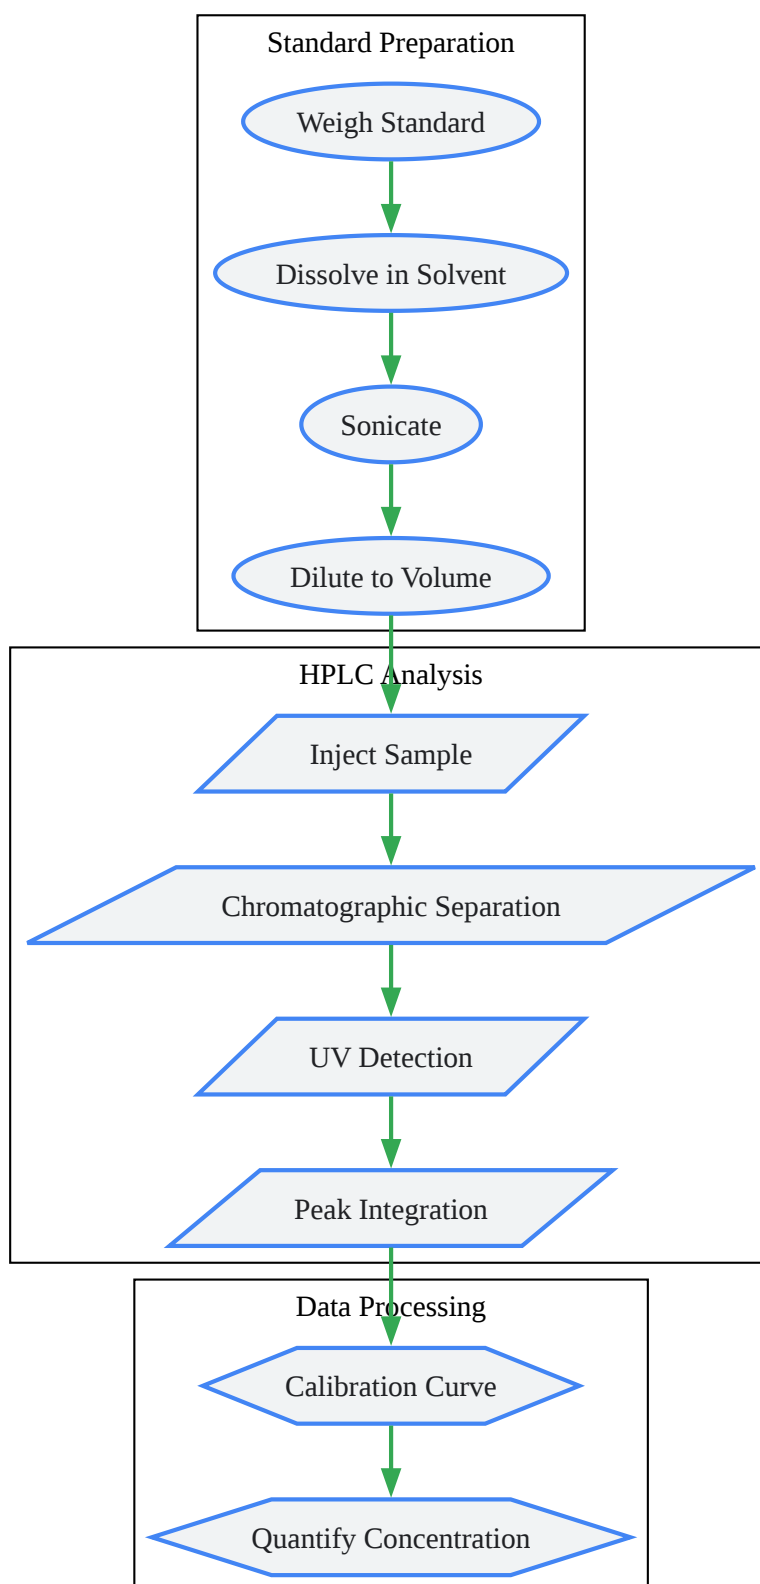 Standard Preparation
Weigh Standard
Dissolve in Solvent
Sonicate
Dilute to Volume
HPLC Analysis
Inject Sample
Chromatographic Separation
UV Detection
Peak Integration
Data Processing
Calibration Curve
Quantify Concentration